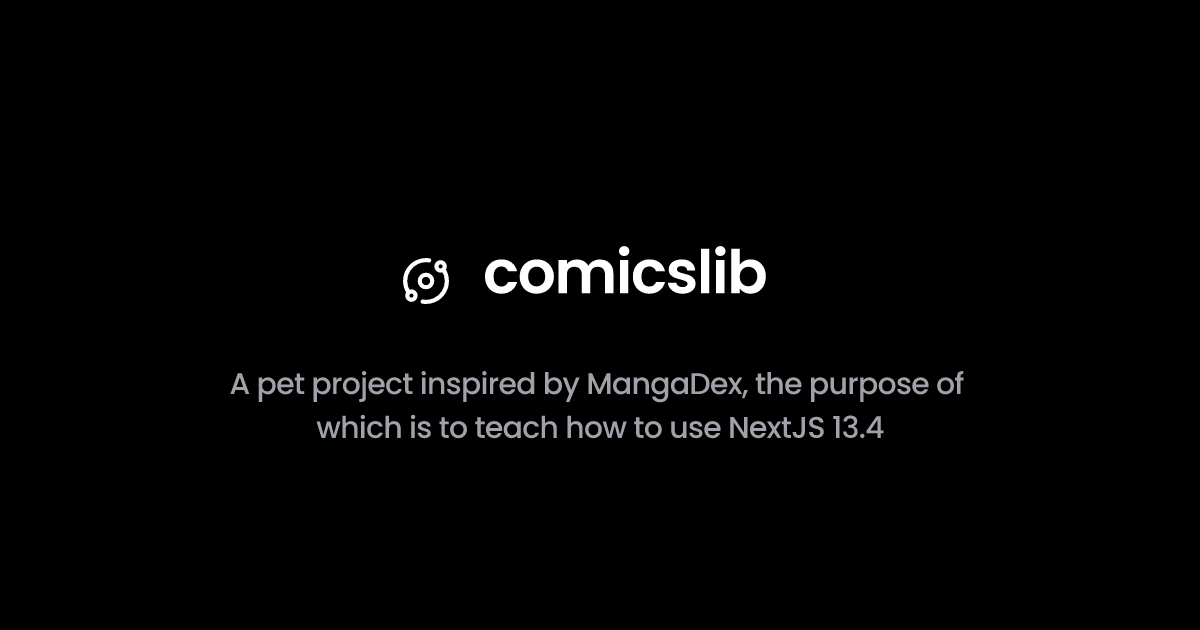 comicslib
A pet project inspired by MangaDex, the purpose of
which is to teach how to use NextJS 13.4